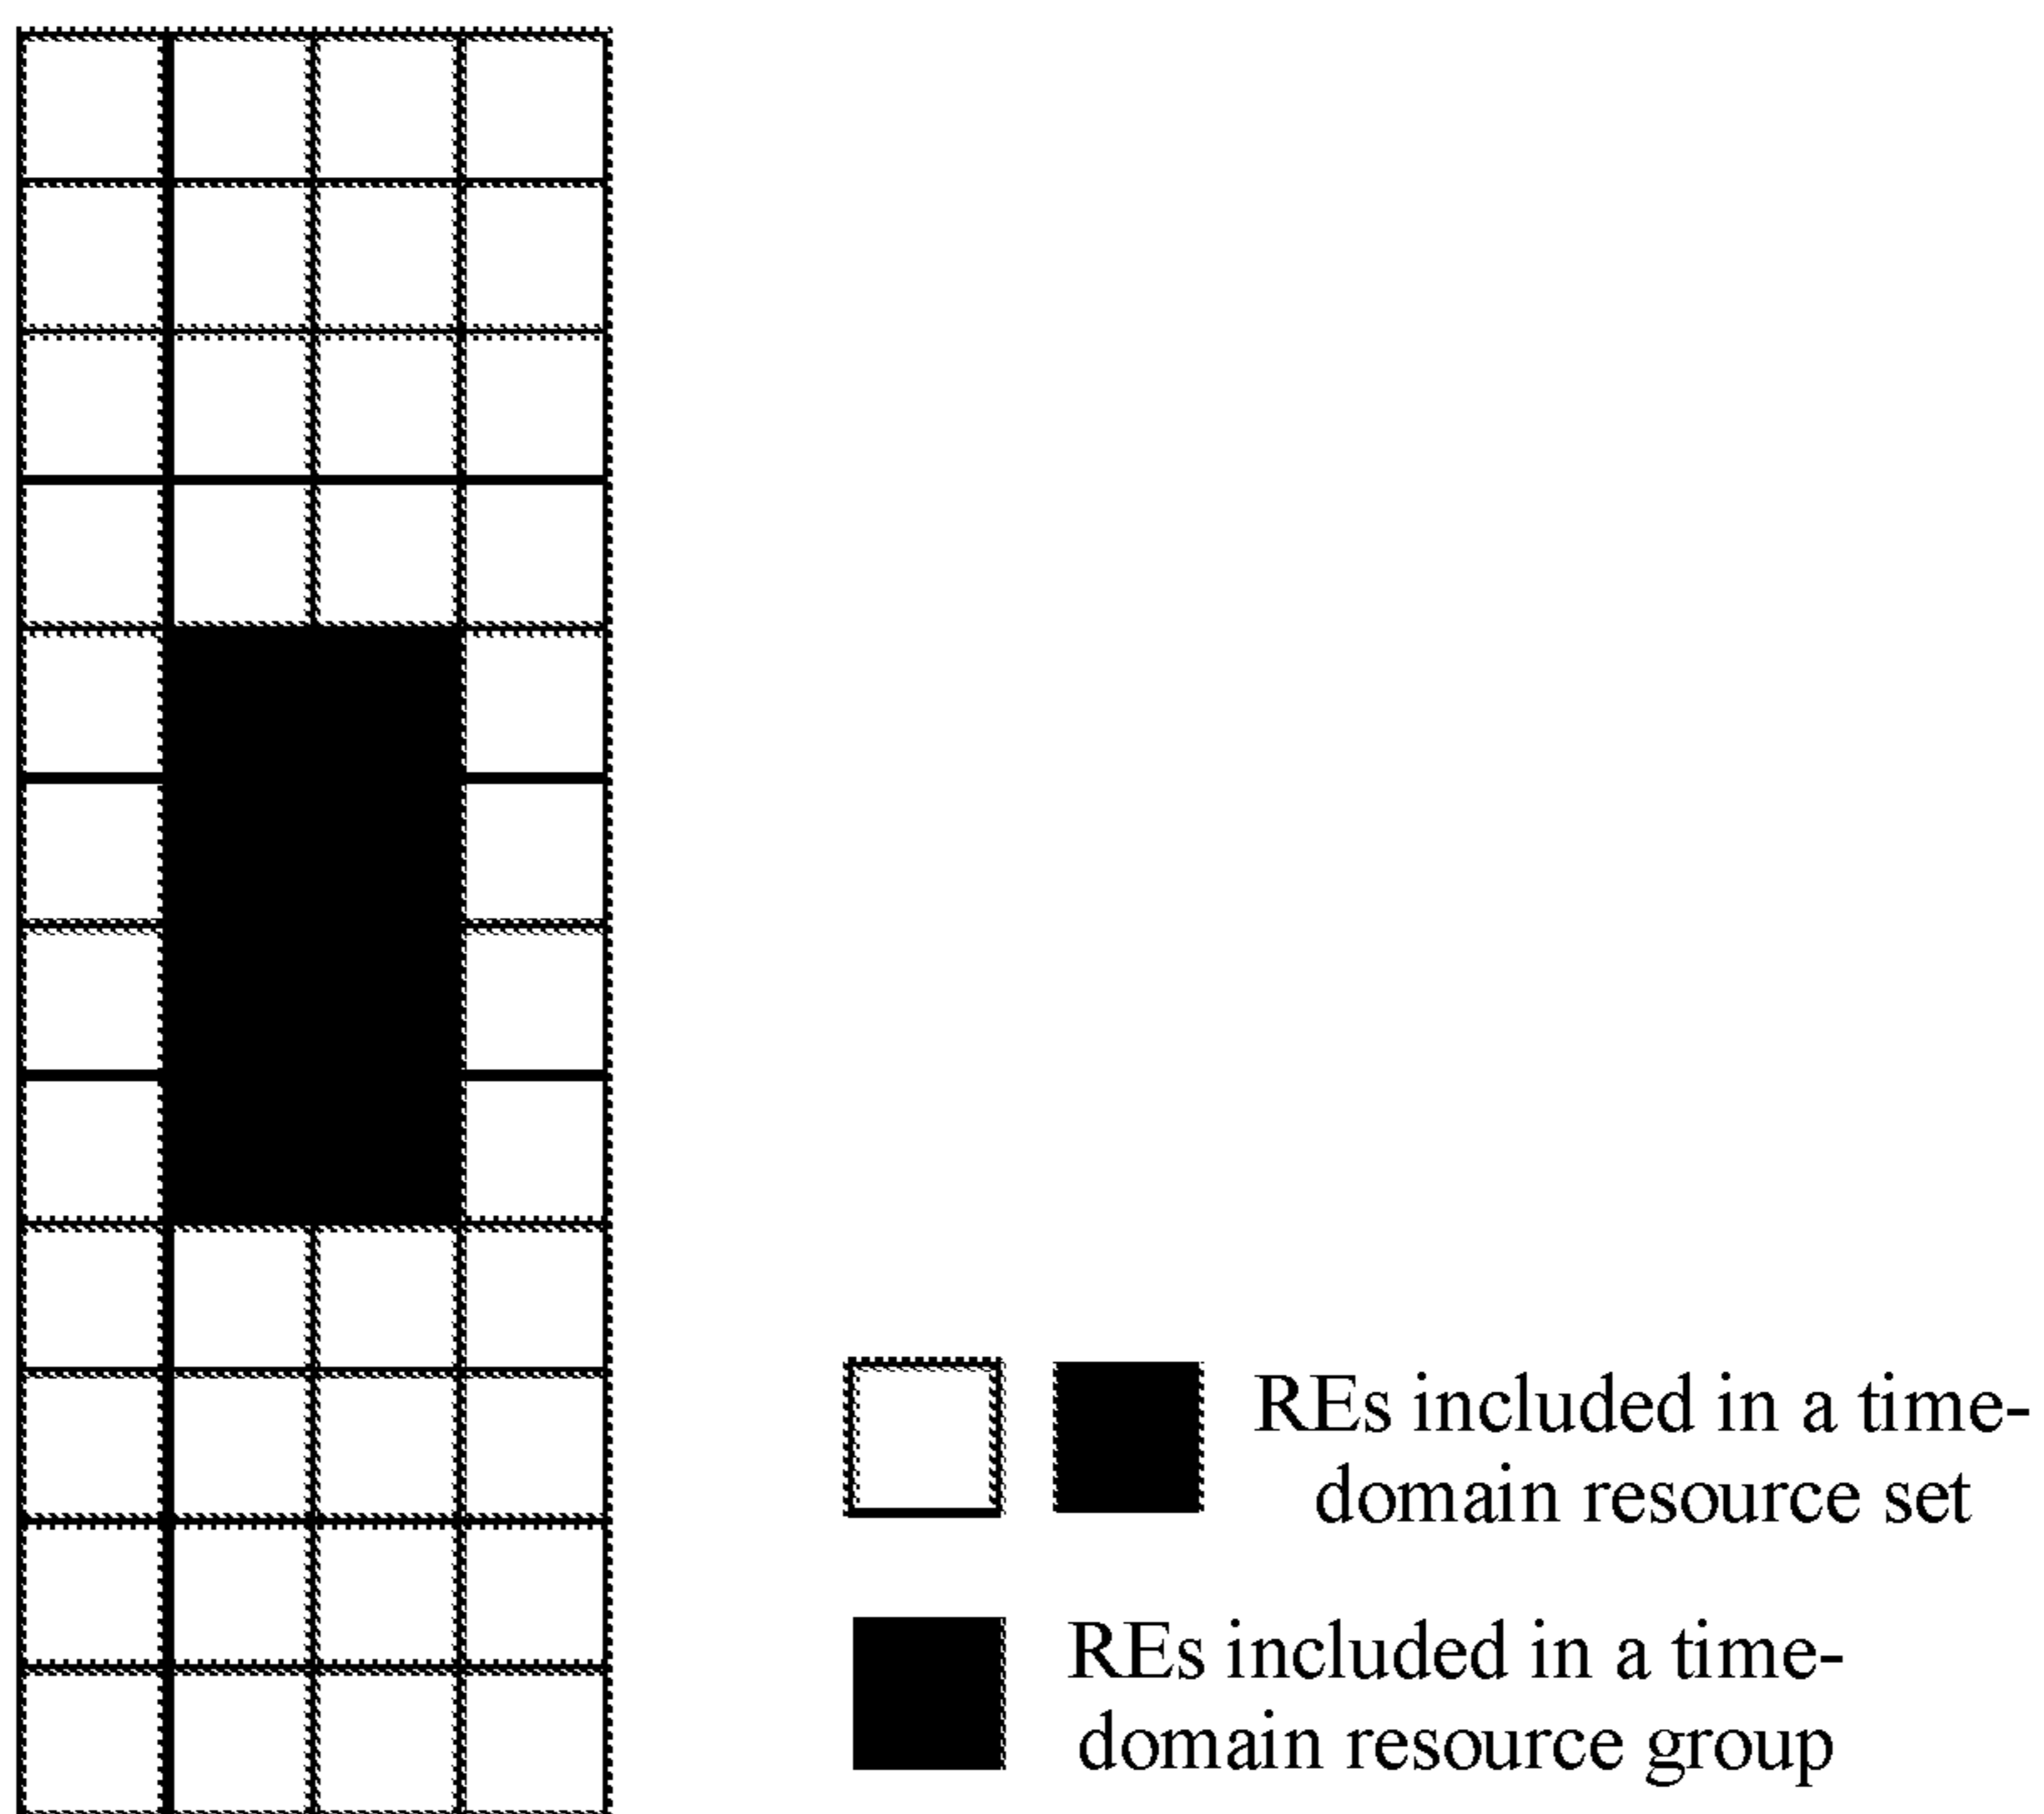 REs included in a time-
domain resource set
REs included in a time-
domain resource group